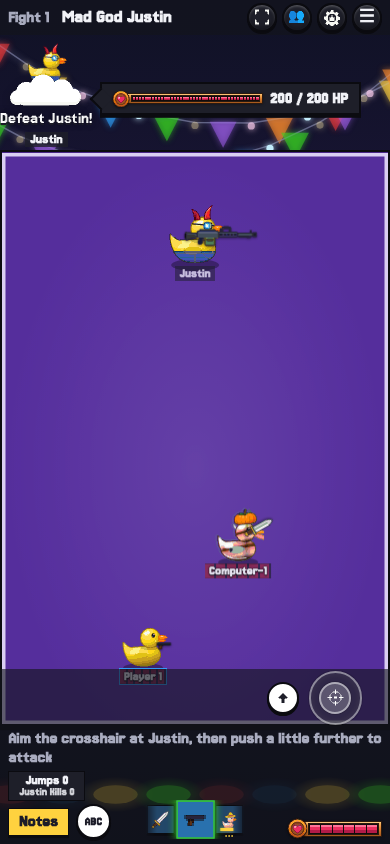 Fight 1 Mad God Justin
200 / 200 HP
Defeat Justin!
Justin
Justin
Computer-1
Player 1
Aim the crosshair at Justin, then push a little further to
attack
Jumps 0
Justin Kills 0
Notes
ABC